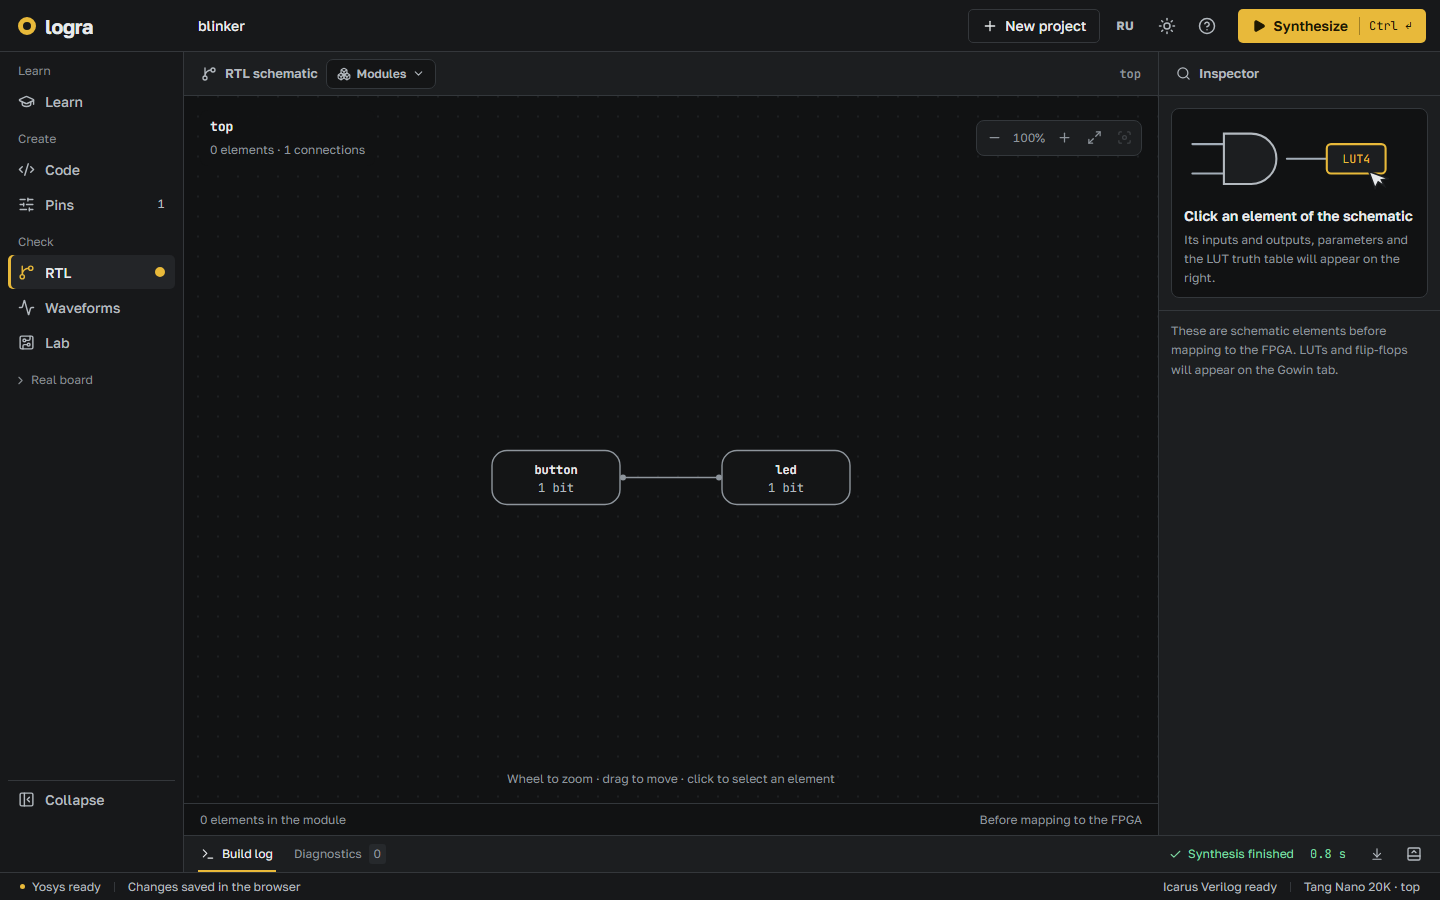 logra
blinker
New project
RU
Synthesize
Ctrl ↲
Learn
Learn
Create
Code
Pins
1
Check
RTL
Waveforms
Lab
Real board
Collapse
RTL schematic
Modules
top
top
0 elements · 1 connections
100%
button
1 bit
led
1 bit
Wheel to zoom · drag to move · click to select an element
0 elements in the module
Before mapping to the FPGA
Inspector
LUT4
Click an element of the schematic
Its inputs and outputs, parameters and
the LUT truth table will appear on the
right.
These are schematic elements before
mapping to the FPGA. LUTs and flip-flops
will appear on the Gowin tab.
Build log
Diagnostics
0
Synthesis finished
0.8 s
Yosys ready
Changes saved in the browser
Icarus Verilog ready
Tang Nano 20K · top